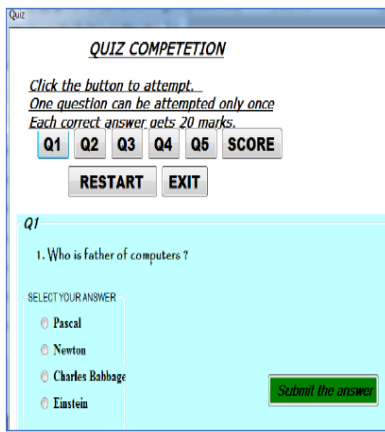 Quiz
QUIZ COMPETETION
Click the button to attempt.
One question can be attempted only once
Each correct answer gets 20 marks.
Q1 Q2 Q3 Q4 Q5 SCORE
RESTART EXIT
Q1
1. Who is father of computers ?
SELECT YOUR ANSWER
Pascal
Newton
Charles Babbage
Einstein
Submit the answer